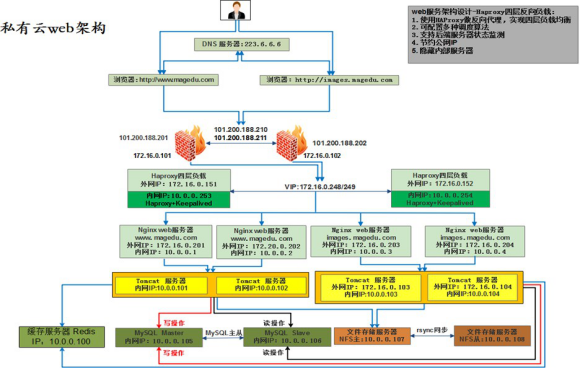 私有云web架构
web服务架构设计-Haproxy四层反向负载:
1. 使用HAProxy做反向代理,实现四层负载均衡
2. 可配置多种调度算法
3. 支持后端服务器状态监测
4. 节约公网IP
5. 隐藏内部服务器
DNS 服务器:223.6.6.6
浏览器:http://www.magedu.com
浏览器: http://images.magedu.com
101.200.188.210
101.200.188.211
101.200.188.201
101.200.188.202
172.16.0.101
172.16.0.102
Haproxy四层负载
外网IP: 172.16.0.151
内网IP: 10.0.0.253
Haproxy+Keepalived
VIP:172.16.0.248/249
Haproxy四层负载
外网IP:172.16.0.152
内网IP: 10.0.0.254
Haproxy+Keepalived
Nginx web服务器
www.magedu.com
外网IP: 172.16.0.201
内网IP: 10.0.0.1
Nginx web服务器
www.magedu.com
外网IP: 172.20.0.202
内网IP: 10.0.0.2
Nginx web服务器
images.magedu.com
外网IP: 172.16.0.203
内网IP: 10.0.0.3
Nginx web服务器
images.magedu.com
外网IP: 172.16.0.204
内网IP: 10.0.0.4
Tomcat 服务器
内网IP:10.0.0.101
Tomcat 服务器
内网IP:10.0.0.102
Tomcat 服务器
外网IP: 172.16.0.103
内网IP:10.0.0.103
Tomcat 服务器
外网IP: 172.16.0.104
内网IP:10.0.0.104
写操作
读操作
缓存服务器 Redis
IP: 10.0.0.100
MySQL Master
内网IP: 10.0.0.105
MySQL主从
MySQL Slave
内网IP: 10.0.0.106
文件存储服务器
NFS主: 10.0.0.107
rsync同步
文件存储服务器
NFS从: 10.0.0.108
写操作
读操作